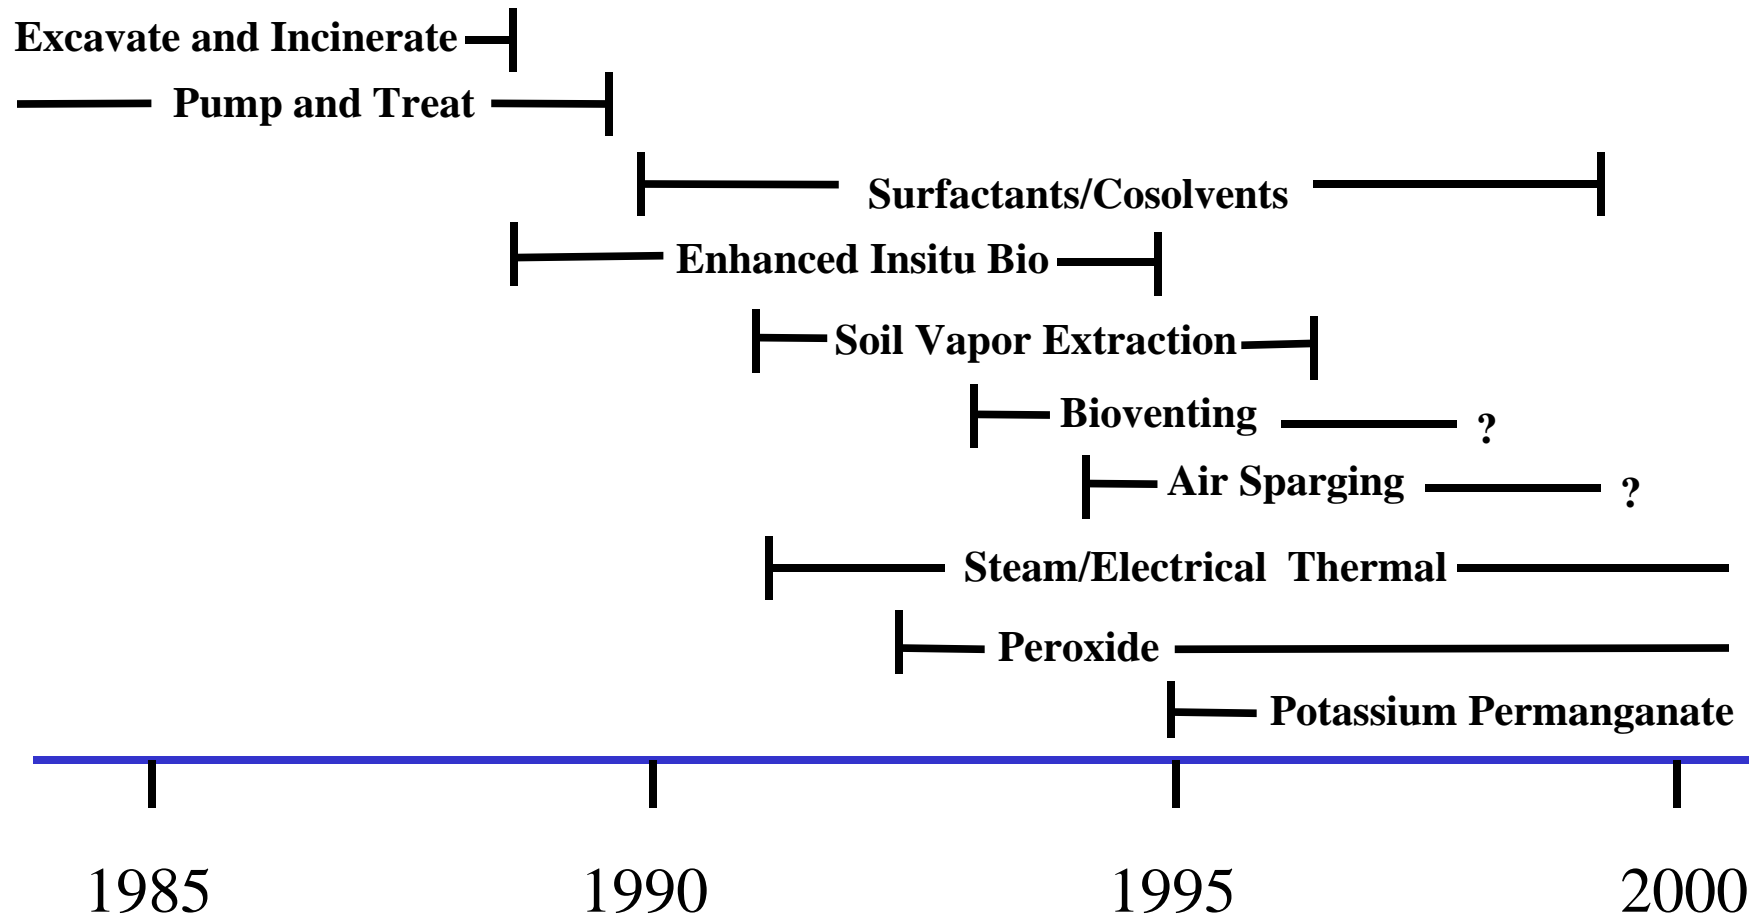 Excavate and Incinerate
Pump and Treat
Surfactants/Cosolvents
Enhanced Insitu Bio
Soil Vapor Extraction
Bioventing ?
Air Sparging ?
Steam/Electrical Thermal
Peroxide
Potassium Permanganate
1985 1990 1995 2000